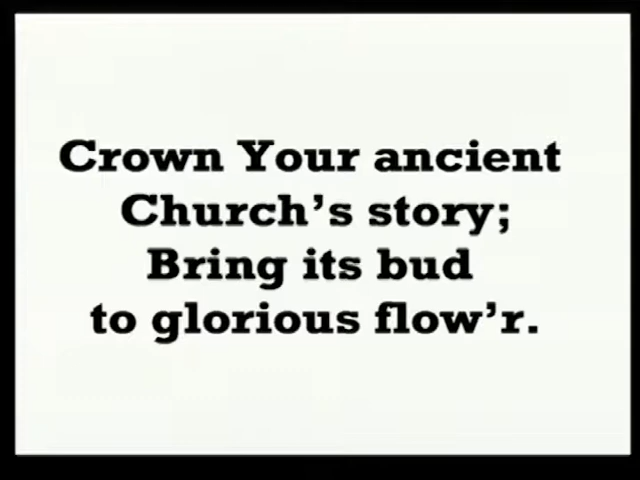 Crown Your ancient
Church’s story;
Bring its bud
to glorious flow’r.